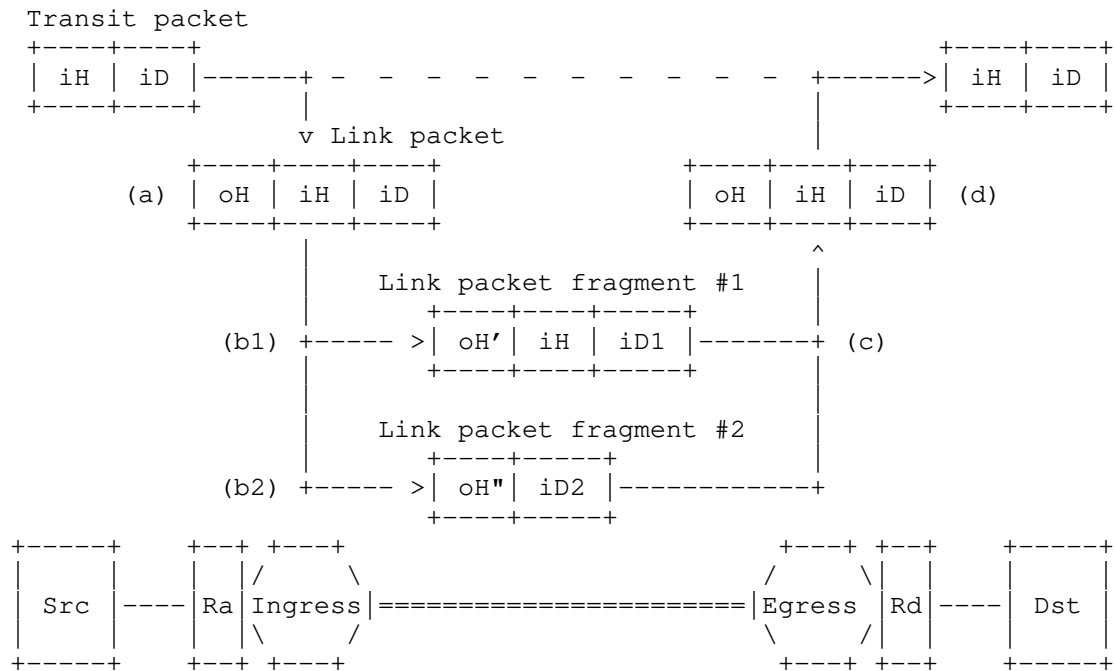 Transit packet
iH iD iH iD
v Link packet
(a) oH iH iD oH iH iD (d)
^
Link packet fragment #1
(b1) oH' iH iD1 (c)
Link packet fragment #2
(b2) oH" iD2
Src Ra Ingress Egress Rd Dst